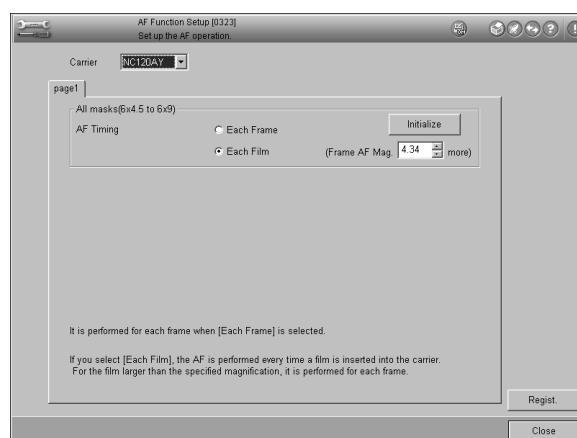 AF Function Setup [0323]
Set up the AF operation.
Carrier NC120AY
page1
All masks(6x4.5 to 6x9)
AF Timing Each Frame Initialize
Each Film (Frame AF Mag. 4.34 more)
It is performed for each frame when [Each Frame] is selected.
If you select [Each Film], the AF is performed every time a film is inserted into the carrier.
For the film larger than the specified magnification, it is performed for each frame.
Regist.
Close